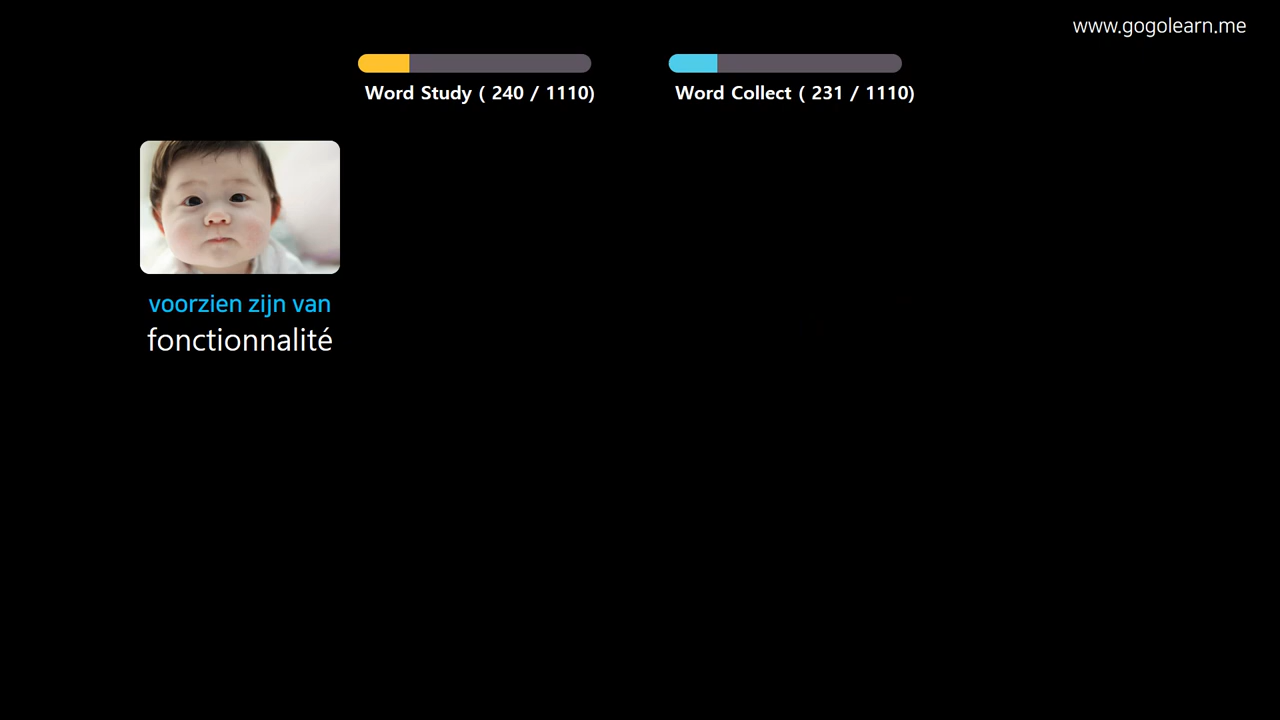 www.gogolearn.me
Word Study ( 240 / 1110)
Word Collect ( 231 / 1110)
voorzien zijn van
fonctionnalité